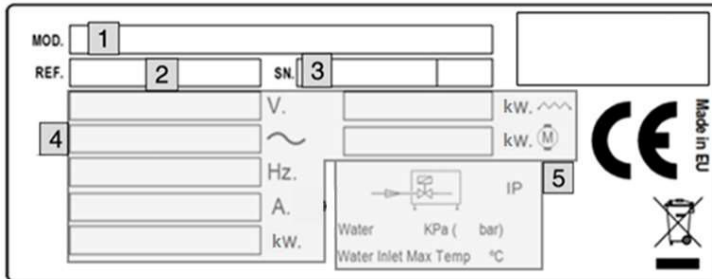 MOD. 1
REF. 2 SN. 3
V. kW.
4 kW. M
Hz. 5
IP
A.
Water KPa ( bar)
kW.
Water Inlet Max Temp °C
CE
Made in EU